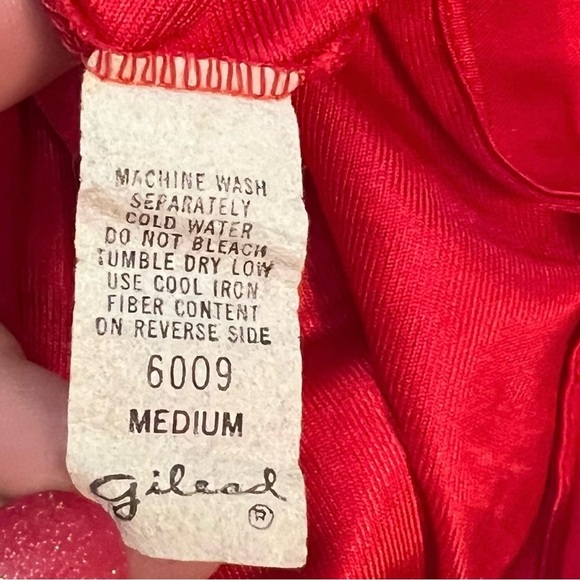 MACHINE WASH
SEPARATELY
COLD WATER
DO NOT BLEACH
TUMBLE DRY LOW
USE COOL IRON
FIBER CONTENT
ON REVERSE SIDE
6009
MEDIUM
Gilead
®